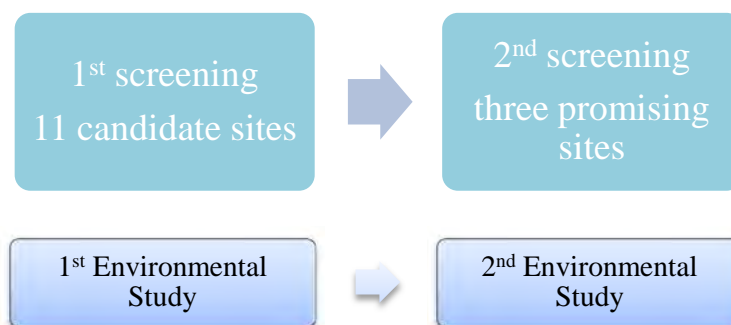 1st screening
11 candidate sites
2nd screening
three promising
sites
1st Environmental
Study
2nd Environmental
Study